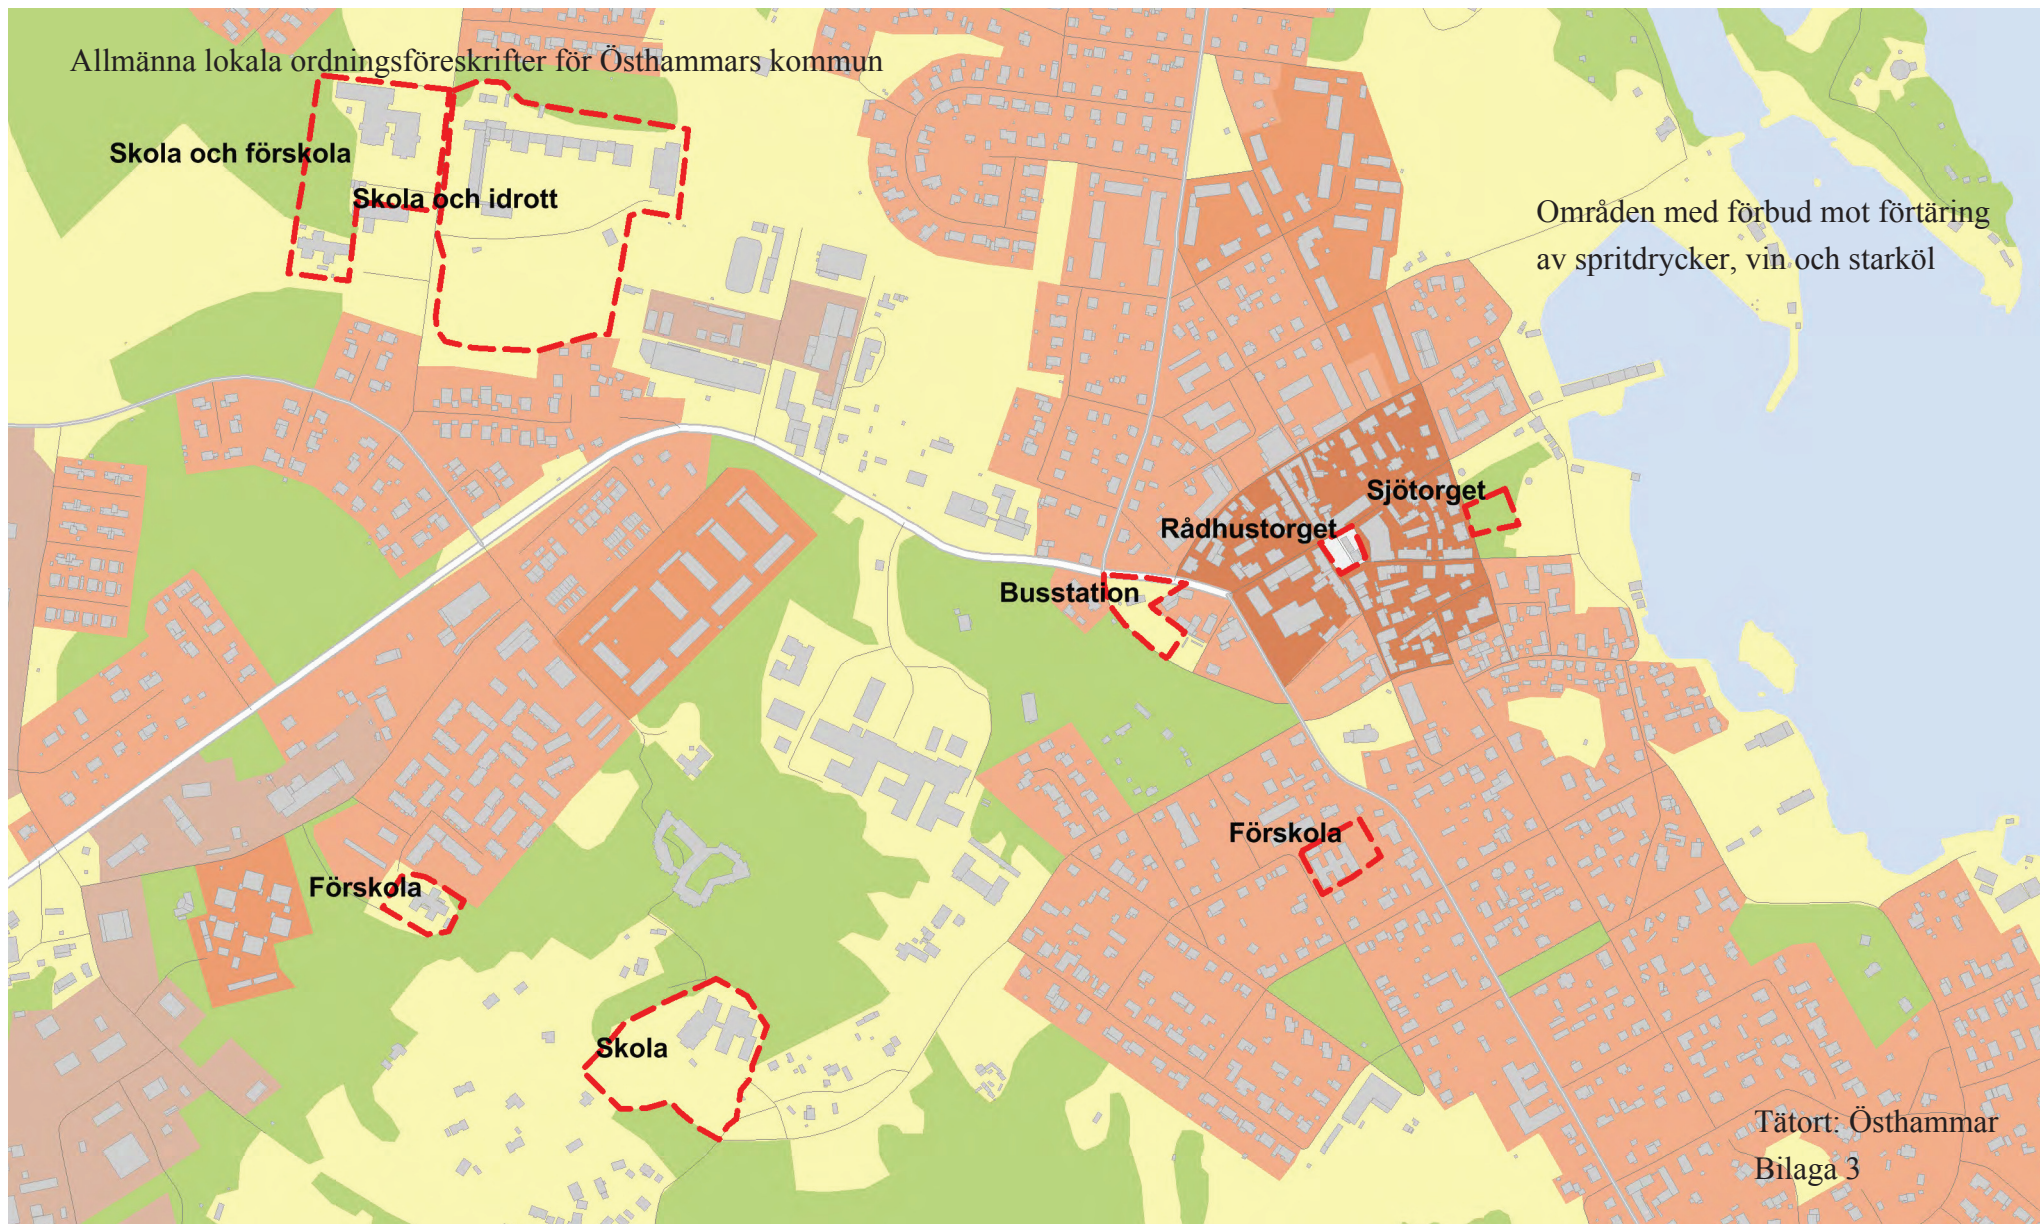 Allmänna lokala ordningsföreskrifter för Östhammars kommun
Skola och förskola
Skola och idrott
Områden med förbud mot förtäring
av spritdrycker, vin och starköl
Sjötorget
Rådhustorget
Busstation
Förskola
Förskola
Skola
Tätort: Östhammar
Bilaga 3